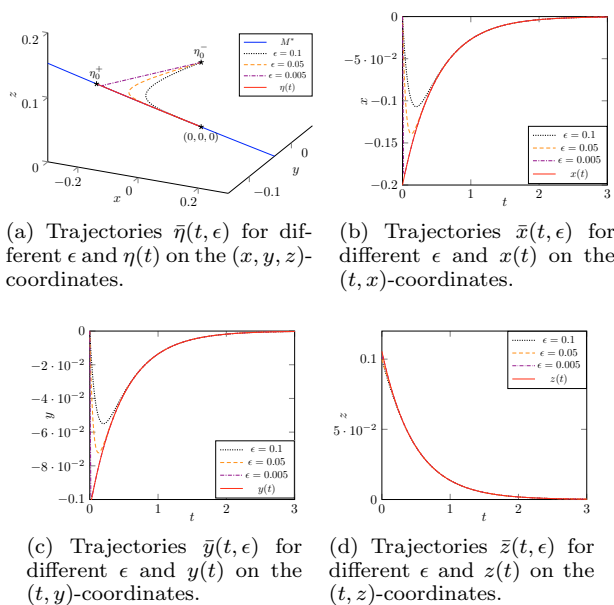 0.2
0.1
0
z
η₀⁺
η₀⁻
(0, 0, 0)
M*
ϵ = 0.1
ϵ = 0.05
ϵ = 0.005
η(t)
−0.2
0
0.2
x
−0.1
0
y
0
−5 · 10⁻²
−0.1
−0.15
−0.2
x
0
1
2
3
t
ϵ = 0.1
ϵ = 0.05
ϵ = 0.005
x(t)
(a) Trajectories η̄(t, ϵ) for dif-
ferent ϵ and η(t) on the (x, y, z)-
coordinates.
(b) Trajectories x̄(t, ϵ) for
different ϵ and x(t) on the
(t, x)-coordinates.
0
−2 · 10⁻²
−4 · 10⁻²
−6 · 10⁻²
−8 · 10⁻²
−0.1
y
0
1
2
3
t
ϵ = 0.1
ϵ = 0.05
ϵ = 0.005
y(t)
0.1
5 · 10⁻²
0
z
0
1
2
3
t
ϵ = 0.1
ϵ = 0.05
ϵ = 0.005
z(t)
(c) Trajectories ȳ(t, ϵ) for
different ϵ and y(t) on the
(t, y)-coordinates.
(d) Trajectories z̄(t, ϵ) for
different ϵ and z(t) on the
(t, z)-coordinates.